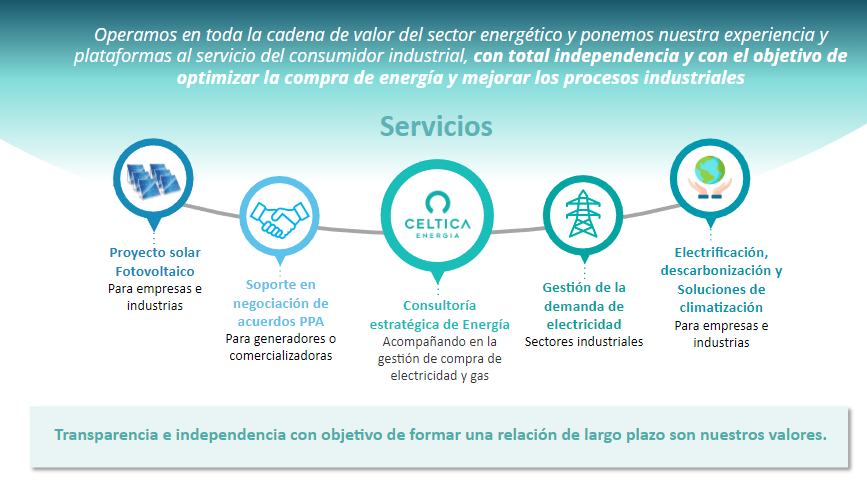 Operamos en toda la cadena de valor del sector energético y ponemos nuestra experiencia y
plataformas al servicio del consumidor industrial, con total independencia y con el objetivo de
optimizar la compra de energía y mejorar los procesos industriales
Servicios
CELTICA
ENERGIA
Proyecto solar
Fotovoltaico
Para empresas e
industrias
Soporte en
negociación de
acuerdos PPA
Para generadores o
comercializadoras
Consultoría
estratégica de Energía
Acompañando en la
gestión de compra de
electricidad y gas
Gestión de la
demanda de
electricidad
Sectores industriales
Electrificación,
descarbonización y
Soluciones de
climatización
Para empresas e
industrias
Transparencia e independencia con objetivo de formar una relación de largo plazo son nuestros valores.